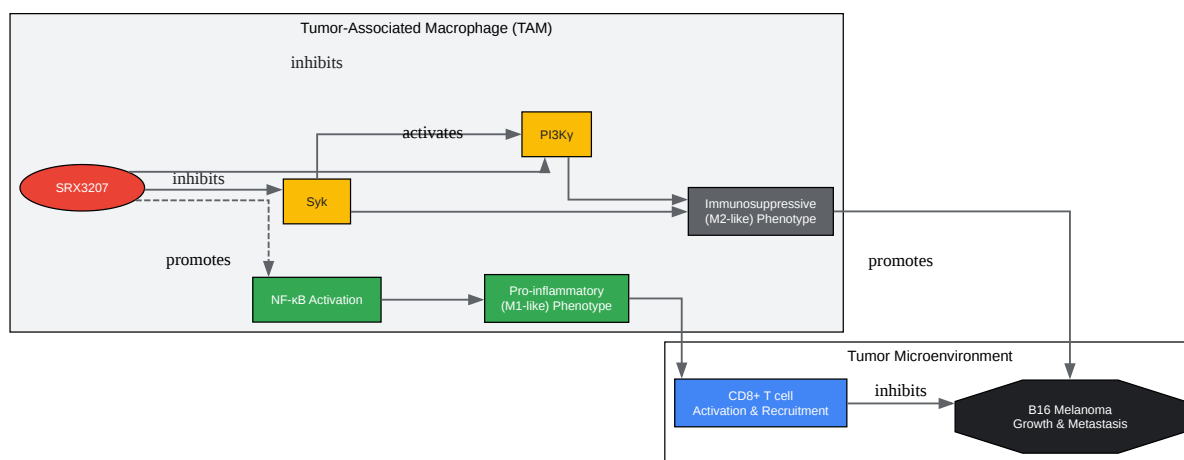 Tumor-Associated Macrophage (TAM)
inhibits
activates
PI3Kγ
SRX3207
inhibits
Syk
Immunosuppressive
(M2-like) Phenotype
promotes
promotes
NF-κB Activation
Pro-inflammatory
(M1-like) Phenotype
Tumor Microenvironment
CD8+ T cell
Activation & Recruitment
inhibits
B16 Melanoma
Growth & Metastasis